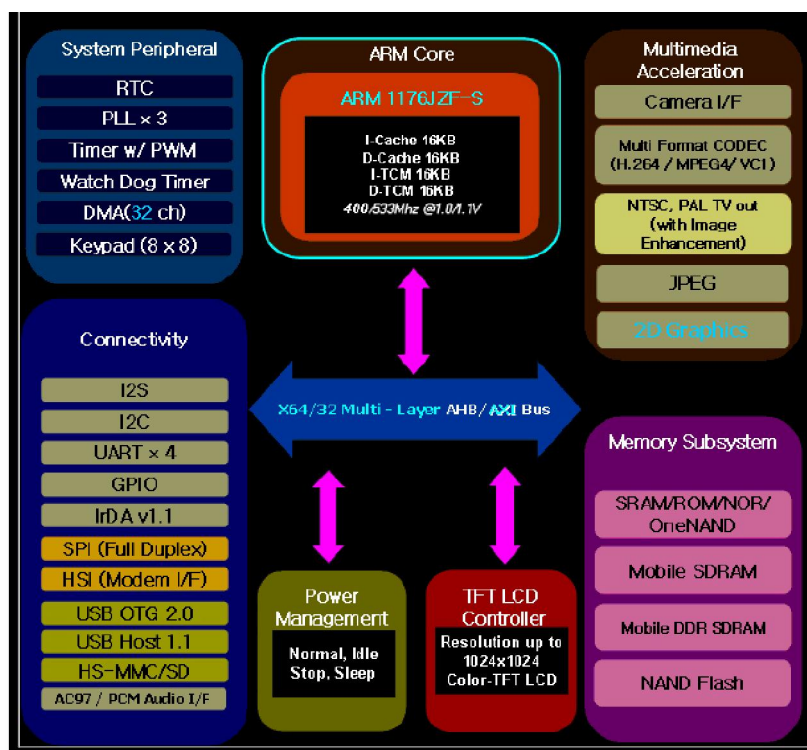 System Peripheral
RTC
PLL × 3
Timer w/ PWM
Watch Dog Timer
DMA(32 ch)
Keypad (8 x 8)
ARM Core
ARM 1176JZF-S
I-Cacho 16KB
D-Cache 16KB
I-TCM 16KB
D-TCM 16KB
400/533Mhz @1.0/1.1V
Multimedia
Acceleration
Camera I/F
Multi Format CODEC
(H.264 / MPEG4/ VC1)
NTSC, PAL TV out
(with Image
Enhancement)
JPEG
2D Graphics
Connectivity
I2S
I2C
UART × 4
GPIO
IrDA v1.1
SPI (Full Duplex)
HSI (Modem I/F)
USB OTG 2.0
USB Host 1.1
HS-MMC/SD
AC97 / PCM Audio I/F
X64/32 Multi - Layer AHB/AXI Bus
Power
Management
Normal, Idle
Stop, Sleep
TFT LCD
Controller
Resolution up to
1024x1024
Color-TFT LCD
Memory Subsystem
SRAM/ROM/NOR/
OneNAND
Mobile SDRAM
Mobile DDR SDRAM
NAND Flash